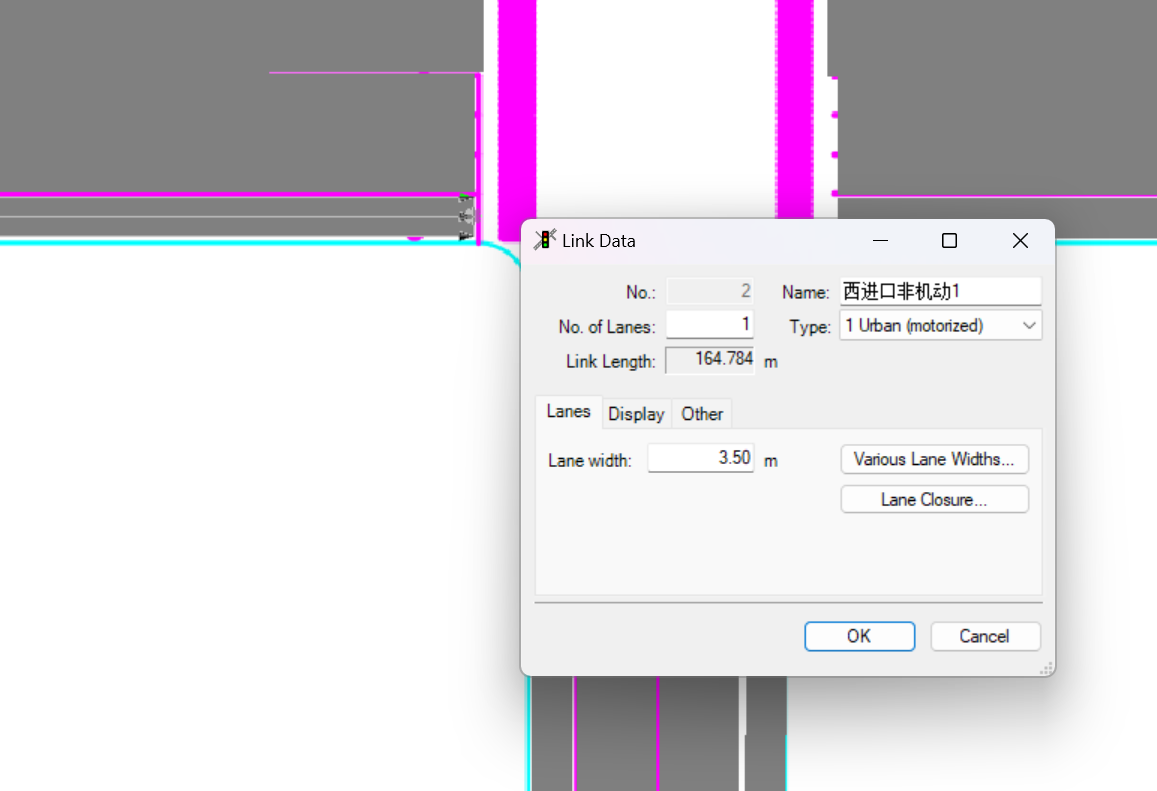 Link Data
No.: 2 Name: 西进口非机动1
No. of Lanes: 1 Type: 1 Urban (motorized)
Link Length: 164.784 m
Lanes Display Other
Lane width: 3.50 m Various Lane Widths...
Lane Closure...
OK Cancel